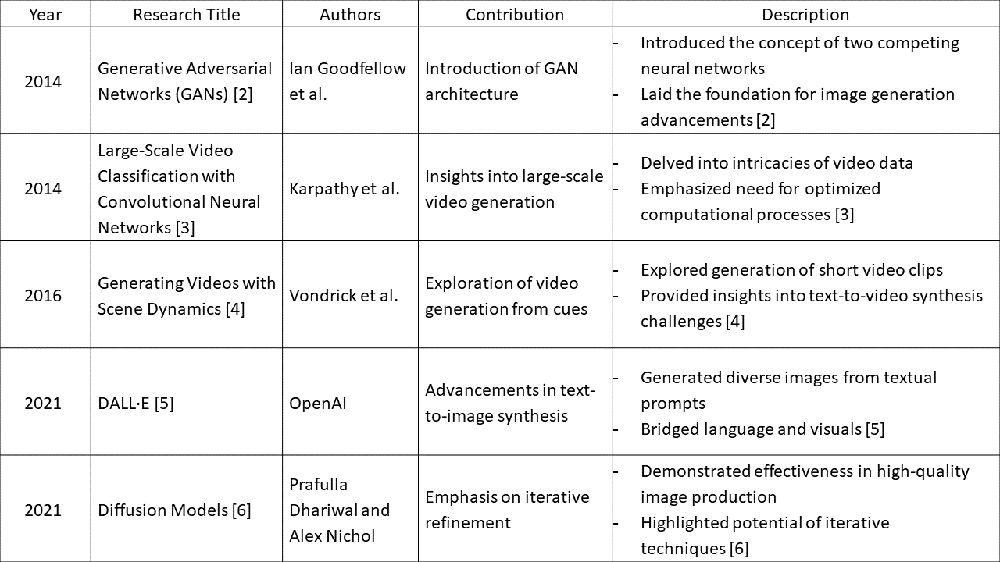 Year
Research Title
Authors
Contribution
Description
2014
Generative Adversarial
Networks (GANs) [2]
Ian Goodfellow
et al.
Introduction of GAN
architecture
- Introduced the concept of two competing
neural networks
- Laid the foundation for image generation
advancements [2]
2014
Large-Scale Video
Classification with
Convolutional Neural
Networks [3]
Karpathy et al.
Insights into large-scale
video generation
- Delved into intricacies of video data
- Emphasized need for optimized
computational processes [3]
2016
Generating Videos with
Scene Dynamics [4]
Vondrick et al.
Exploration of video
generation from cues
- Explored generation of short video clips
- Provided insights into text-to-video synthesis
challenges [4]
2021
DALL·E [5]
OpenAI
Advancements in text-
to-image synthesis
- Generated diverse images from textual
prompts
- Bridged language and visuals [5]
2021
Diffusion Models [6]
Prafulla
Dhariwal and
Alex Nichol
Emphasis on iterative
refinement
- Demonstrated effectiveness in high-quality
image production
- Highlighted potential of iterative
techniques [6]